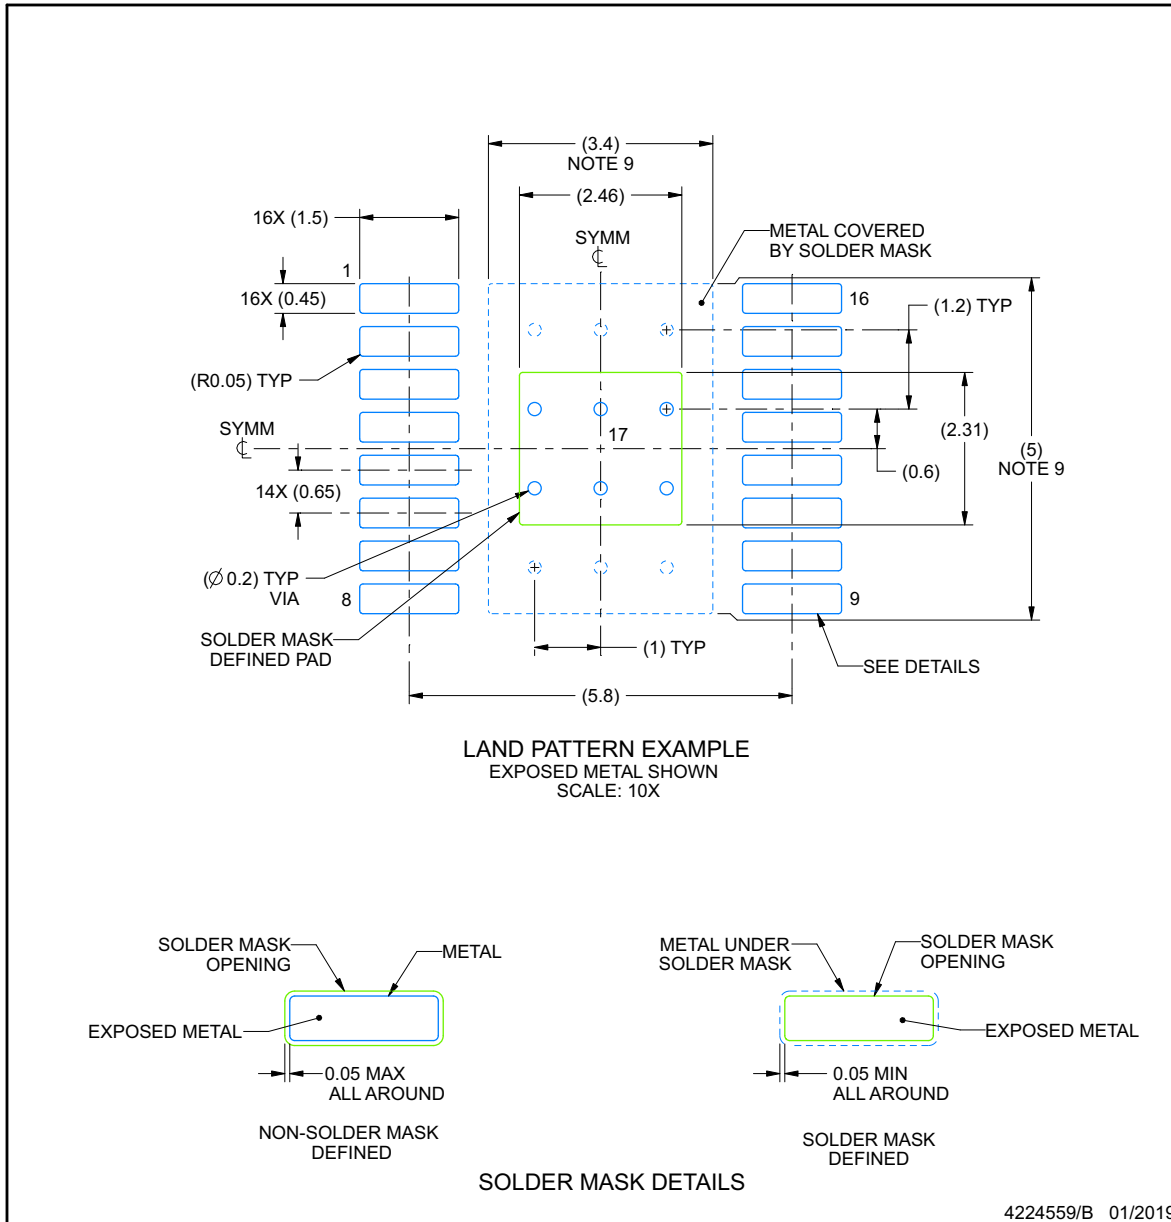 (3.4)
NOTE 9
(2.46)
16X (1.5)
SYMM
METAL COVERED
BY SOLDER MASK
1
16X (0.45)
16
(1.2) TYP
(R0.05) TYP
SYMM
17
(2.31)
(5)
NOTE 9
(0.6)
14X (0.65)
(Ø 0.2) TYP
VIA
8
9
SOLDER MASK
DEFINED PAD
(1) TYP
SEE DETAILS
(5.8)
LAND PATTERN EXAMPLE
EXPOSED METAL SHOWN
SCALE: 10X
SOLDER MASK
OPENING
METAL
EXPOSED METAL
0.05 MAX
ALL AROUND
NON-SOLDER MASK
DEFINED
METAL UNDER
SOLDER MASK
SOLDER MASK
OPENING
EXPOSED METAL
0.05 MIN
ALL AROUND
SOLDER MASK
DEFINED
SOLDER MASK DETAILS
4224559/B 01/2019